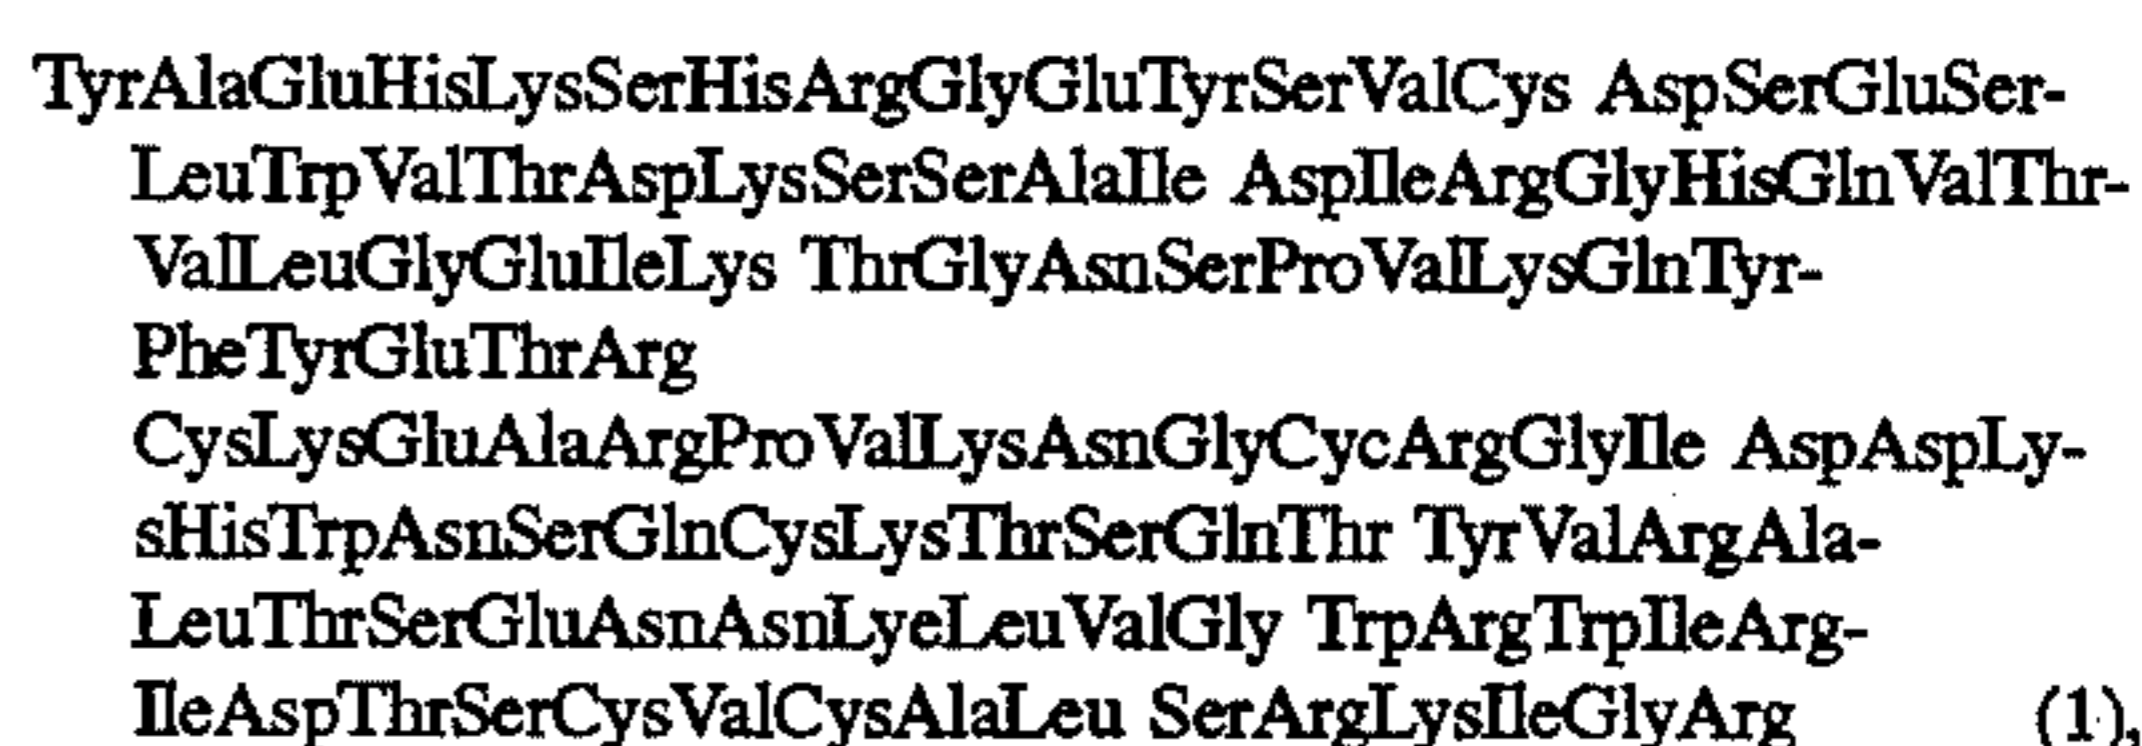 TyrAlaGluHisLysSerHisArgGlyGluTyrSerValCys AspSerGluSer-
LeuTrpValThrAspLysSerSerAlaIle AspIleArgGlyHisGlnValThr-
ValLeuGlyGluIleLys ThrGlyAsnSerProValLysGlnTyr-
PheTyrGluThrArg
CysLysGluAlaArgProValLysAsnGlyCycArgGlyIle AspAspLy-
sHisTrpAsnSerGlnCysLysThrSerGlnThr TyrValArgAla-
LeuThrSerGluAsnAsnLyeLeuValGly TrpArgTrpIleArg-
IleAspThrSerCysValCysAlaLeu SerArgLysIleGlyArg (1),